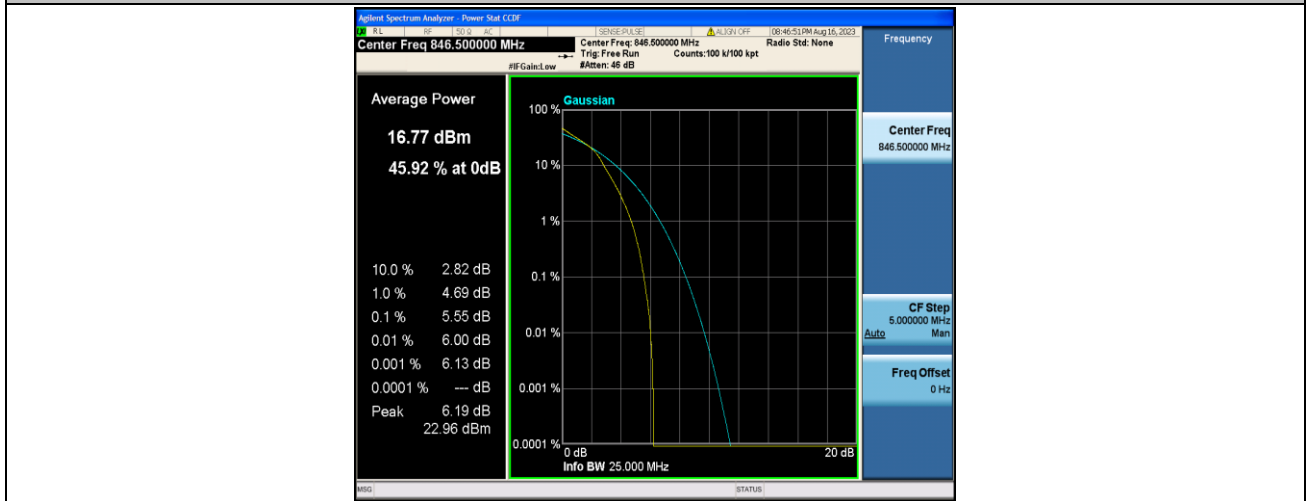 Agilent Spectrum Analyzer - Power Stat CCDF
RL RF 50 Ω AC SENSE:PULSE ALIGN OFF 08:46:51PM Aug 16, 2023
Center Freq 846.500000 MHz
Center Freq: 846.500000 MHz Radio Std: None
Trig: Free Run Counts:100 k/100 kpt
#IFGain:Low #Atten: 46 dB
Frequency
Average Power
16.77 dBm
45.92 % at 0dB
10.0 % 2.82 dB
1.0 % 4.69 dB
0.1 % 5.55 dB
0.01 % 6.00 dB
0.001 % 6.13 dB
0.0001 % --- dB
Peak 6.19 dB
22.96 dBm
Gaussian
100 %
10 %
1 %
0.1 %
0.01 %
0.001 %
0.0001 %
0 dB 20 dB
Info BW 25.000 MHz
Center Freq
846.500000 MHz
CF Step
5.000000 MHz
Auto Man
Freq Offset
0 Hz
MSG STATUS